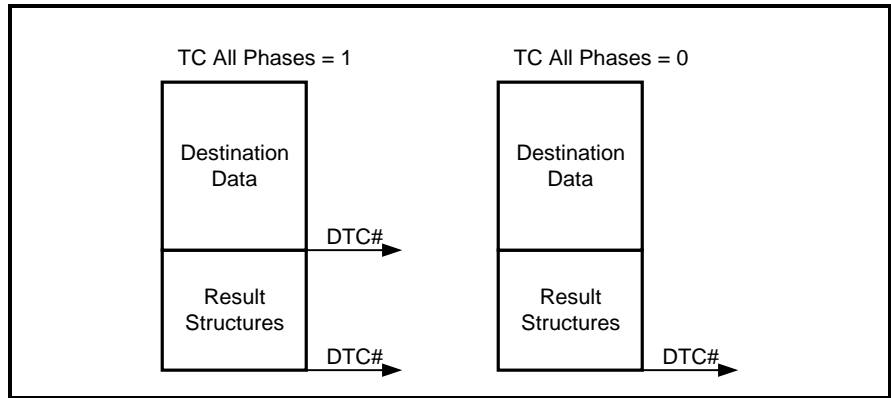 TC All Phases = 1
TC All Phases = 0
Destination
Data
Destination
Data
DTC#
Result
Structures
Result
Structures
DTC#
DTC#